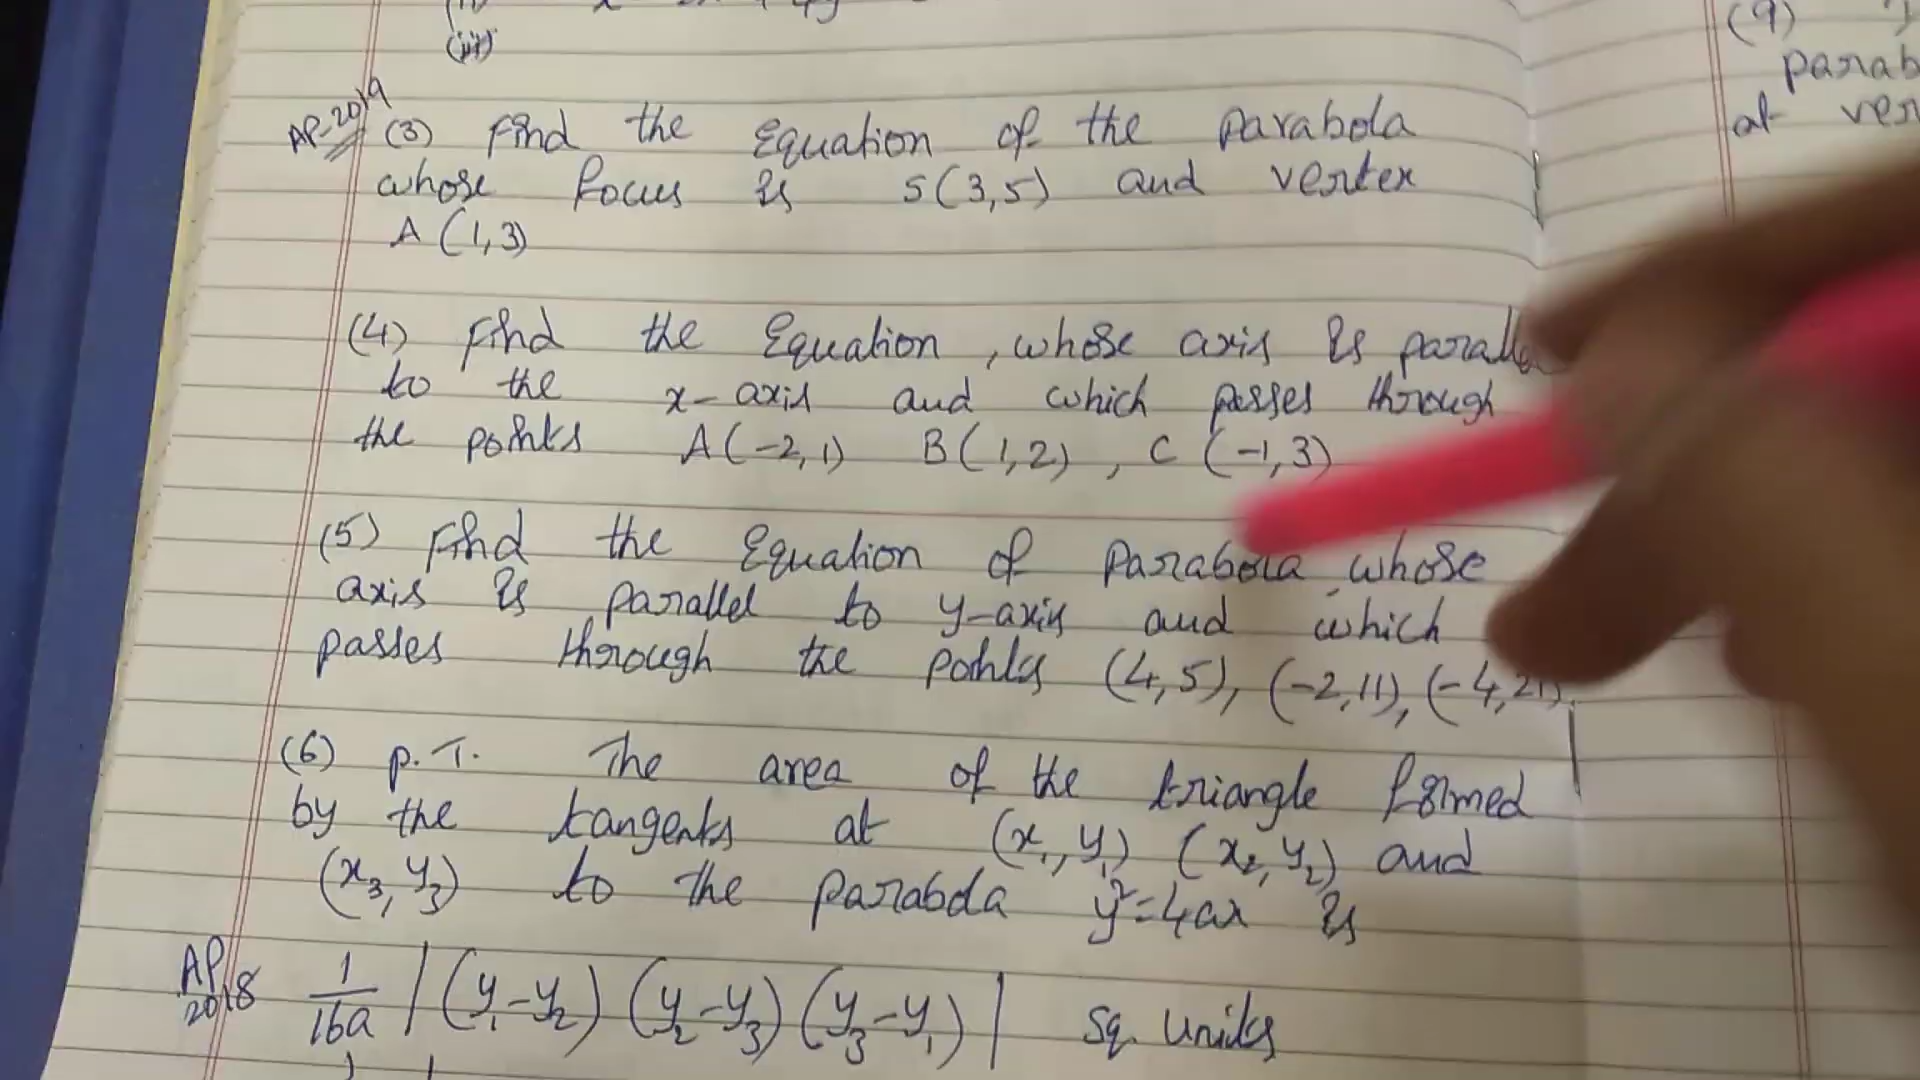 (iii)
AP-2019 (3) Find the Equation of the parabola
whose focus is S(3,5) and vertex
A (1,3)
(4) Find the Equation, whose axis is parall
to the x-axis and which passes through
the points A(-2,1) B(1,2), C(-1,3)
(5) Find the Equation of parabola whose
axis is parallel to y-axis and which
passes through the points (4,5), (-2,11), (-4,21).
(6) P.T. The area of the triangle formed
by the tangents at (x₁, y₁) (x₂, y₂) and
(x₃, y₃) to the parabola y²=4ax is
AP 2018 1/16a |(y₁-y₂) (y₂-y₃) (y₃-y₁)| sq. units
(9)
parab
at ver